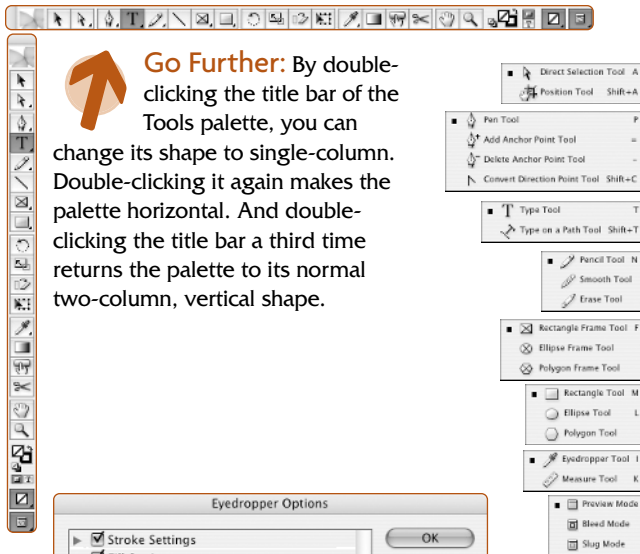 Go Further: By double-
clicking the title bar of the
Tools palette, you can
change its shape to single-column.
Double-clicking it again makes the
palette horizontal. And double-
clicking the title bar a third time
returns the palette to its normal
two-column, vertical shape.
Direct Selection Tool A
Position Tool Shift+A
Pen Tool P
Add Anchor Point Tool =
Delete Anchor Point Tool -
Convert Direction Point Tool Shift+C
T Type Tool T
Type on a Path Tool Shift+T
Pencil Tool N
Smooth Tool
Erase Tool
Rectangle Frame Tool F
Ellipse Frame Tool
Polygon Frame Tool
Rectangle Tool M
Ellipse Tool L
Polygon Tool
Eyedropper Tool I
Measure Tool K
Preview Mode
Bleed Mode
Slug Mode
Eyedropper Options
Stroke Settings
OK